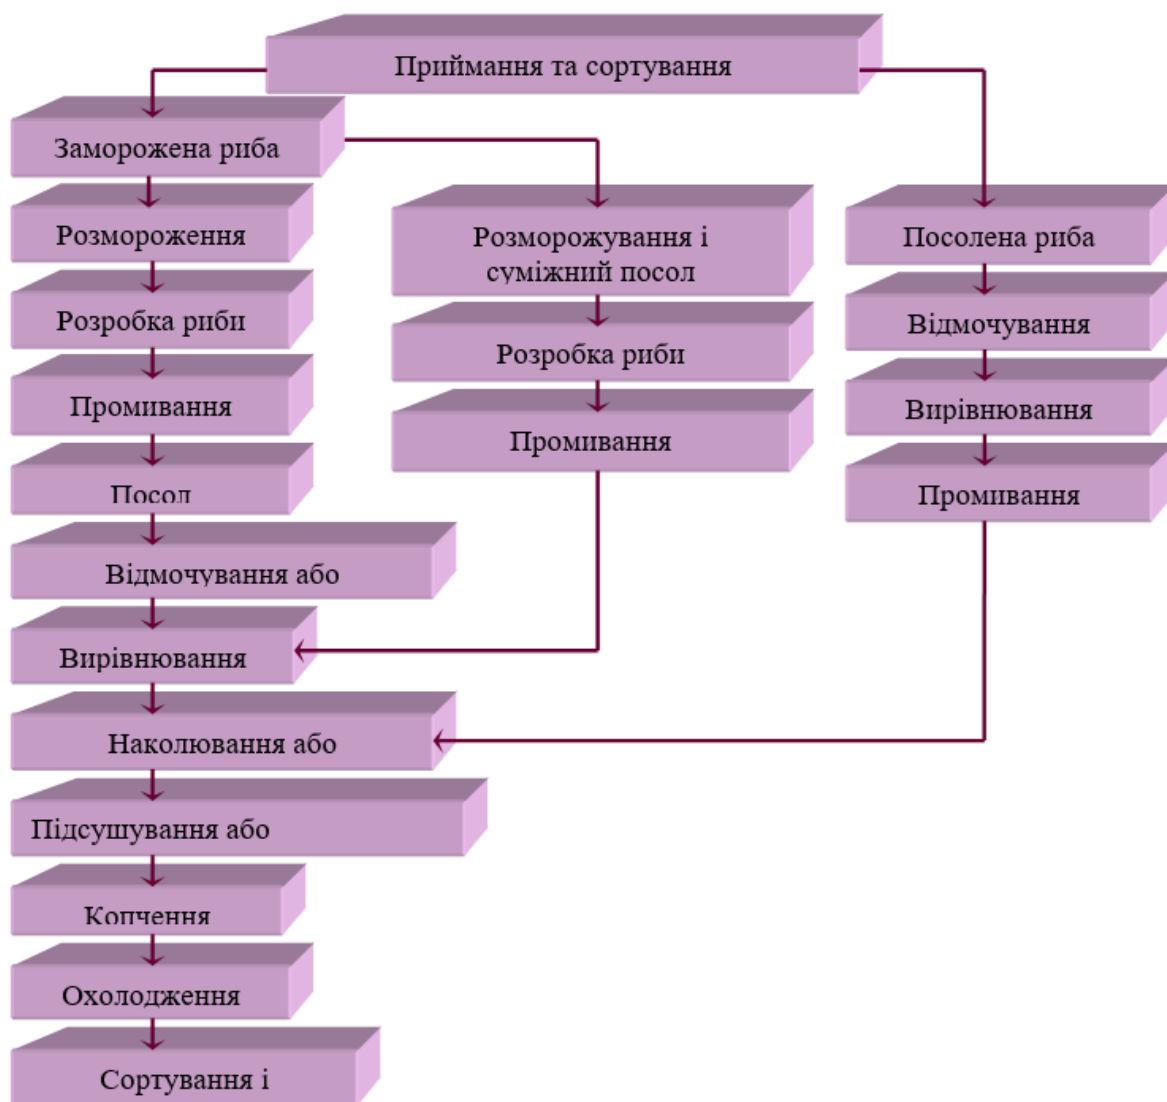 Приймання та сортування
Заморожена риба
Розмороження
Розробка риби
Промивання
Посол
Відмочування або
Вирівнювання
Наколювання або
Підсушування або
Копчення
Охолодження
Сортування і
Розморожування і
суміжний посол
Розробка риби
Промивання
Посолена риба
Відмочування
Вирівнювання
Промивання